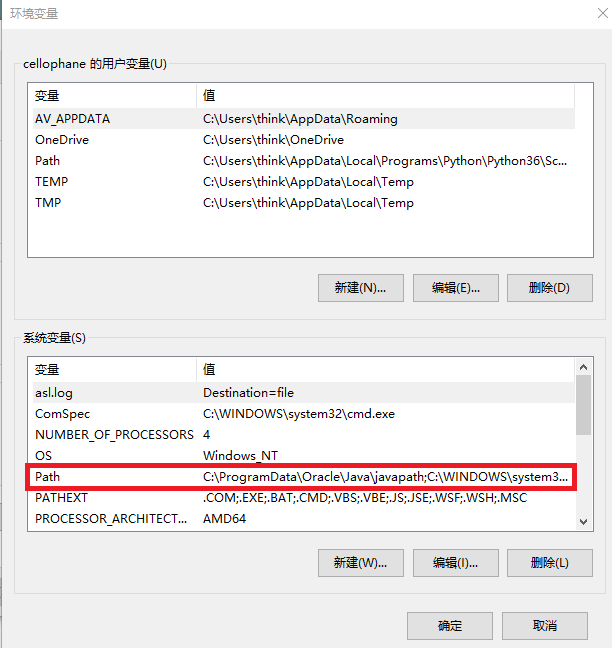 环境变量
cellophane 的用户变量(U)
变量 值
AV_APPDATA C:\Users\think\AppData\Roaming
OneDrive C:\Users\think\OneDrive
Path C:\Users\think\AppData\Local\Programs\Python\Python36\Sc...
TEMP C:\Users\think\AppData\Local\Temp
TMP C:\Users\think\AppData\Local\Temp
新建(N)... 编辑(E)... 删除(D)
系统变量(S)
变量 值
asl.log Destination=file
ComSpec C:\WINDOWS\system32\cmd.exe
NUMBER_OF_PROCESSORS 4
OS Windows_NT
Path C:\ProgramData\Oracle\Java\javapath;C:\WINDOWS\system3...
PATHEXT .COM;.EXE;.BAT;.CMD;.VBS;.VBE;.JS;.JSE;.WSF;.WSH;.MSC
PROCESSOR_ARCHITECT... AMD64
新建(W)... 编辑(I)... 删除(L)
确定 取消